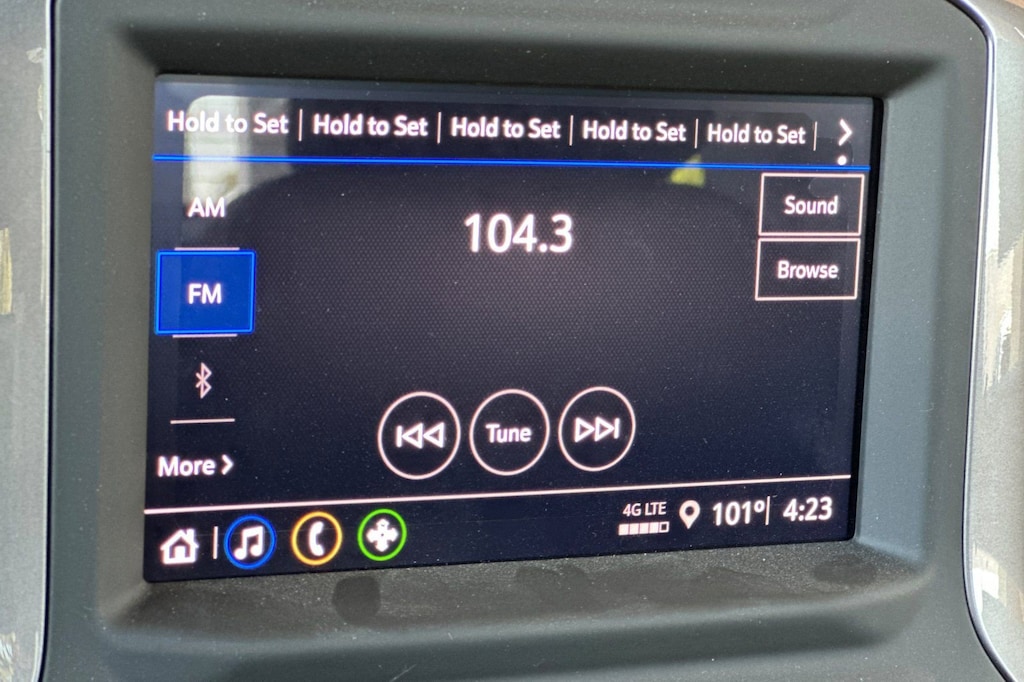 Hold to Set | Hold to Set | Hold to Set | Hold to Set | Hold to Set |
AM
104.3
Sound
FM
Browse
Tune
More
4G LTE
101° 4:23